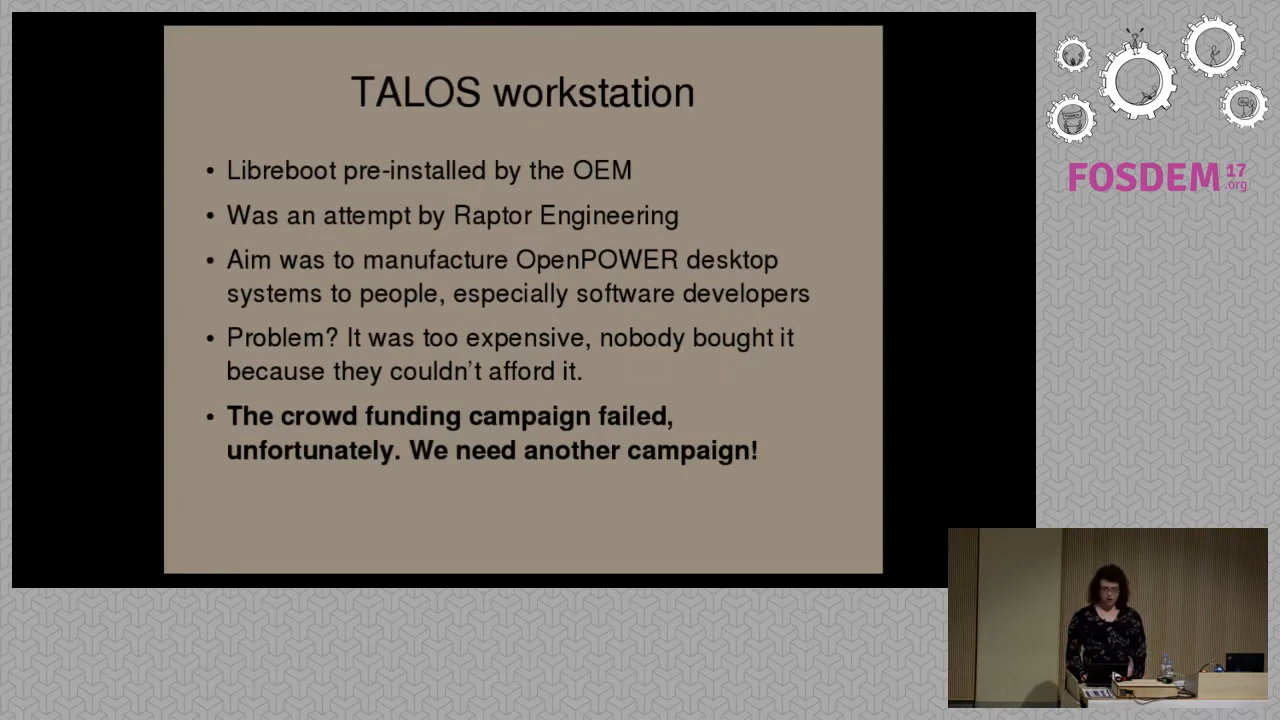 TALOS workstation
• Libreboot pre-installed by the OEM
• Was an attempt by Raptor Engineering
• Aim was to manufacture OpenPOWER desktop
systems to people, especially software developers
• Problem? It was too expensive, nobody bought it
because they couldn't afford it.
• The crowd funding campaign failed,
unfortunately. We need another campaign!
FOSDEM 17
.org